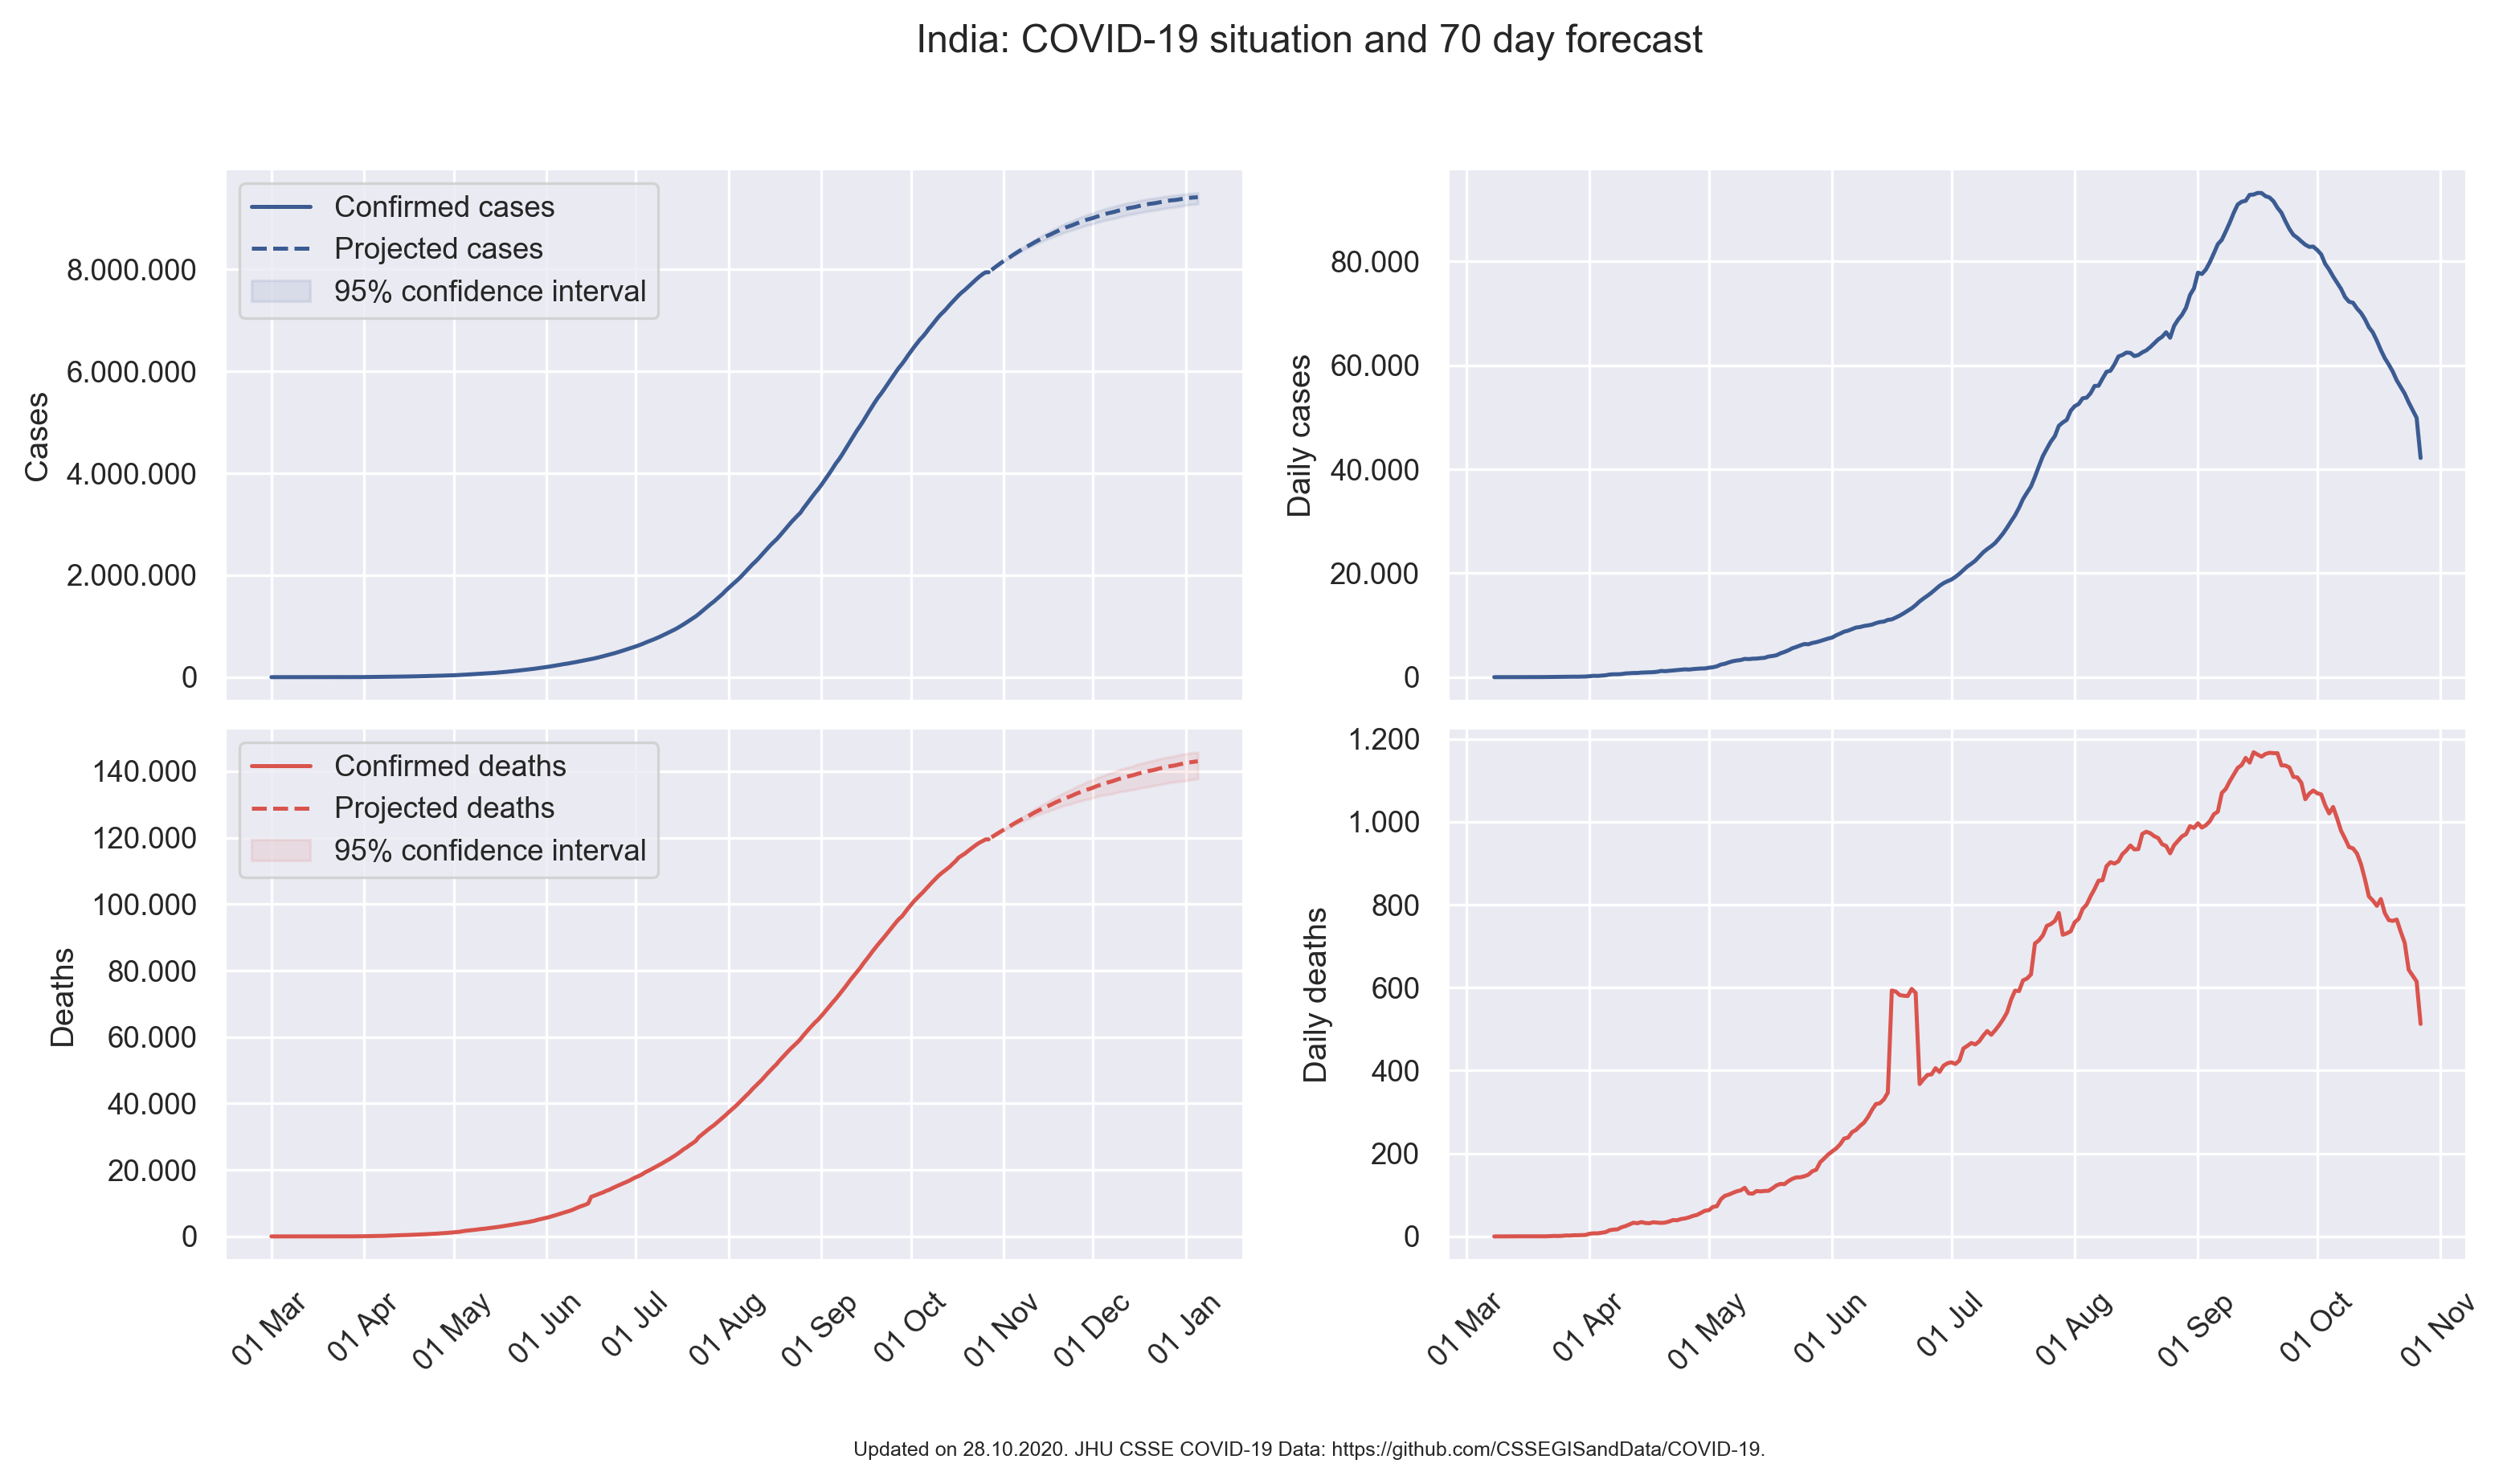 India: COVID-19 situation and 70 day forecast
Confirmed cases
Projected cases
95% confidence interval
Cases
8.000.000
6.000.000
4.000.000
2.000.000
0
Daily cases
80.000
60.000
40.000
20.000
0
Confirmed deaths
Projected deaths
95% confidence interval
Deaths
140.000
120.000
100.000
80.000
60.000
40.000
20.000
0
01 Mar
01 Apr
01 May
01 Jun
01 Jul
01 Aug
01 Sep
01 Oct
01 Nov
01 Dec
01 Jan
Daily deaths
1.200
1.000
800
600
400
200
0
01 Mar
01 Apr
01 May
01 Jun
01 Jul
01 Aug
01 Sep
01 Oct
01 Nov
Updated on 28.10.2020. JHU CSSE COVID-19 Data: https://github.com/CSSEGISandData/COVID-19.